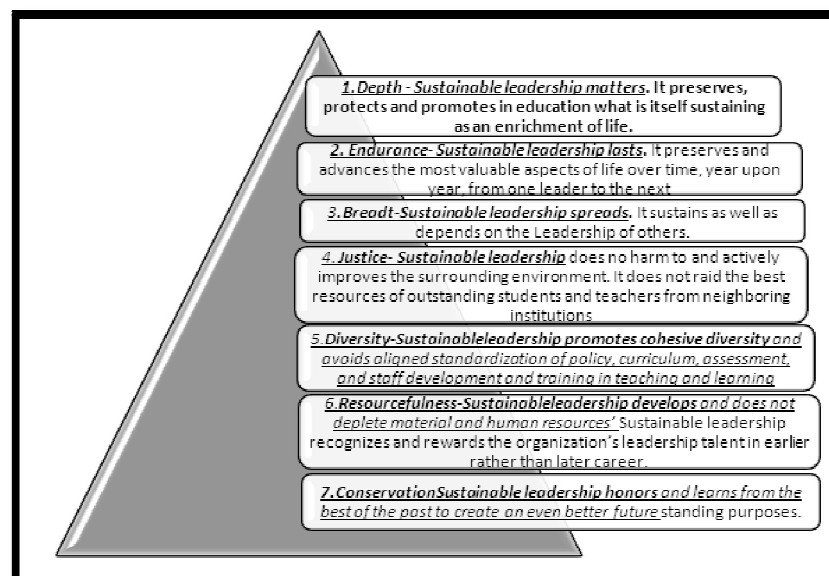 1.Depth - Sustainable leadership matters. It preserves,
protects and promotes in education what is itself sustaining
as an enrichment of life.
2. Endurance- Sustainable leadership lasts. It preserves and
advances the most valuable aspects of life over time, year upon
year, from one leader to the next
3.Breadt-Sustainable leadership spreads. It sustains as well as
depends on the Leadership of others.
4.Justice- Sustainable leadership does no harm to and actively
improves the surrounding environment. It does not raid the best
resources of outstanding students and teachers from neighboring
institutions
5.Diversity-Sustainableleadership promotes cohesive diversity and
avoids aligned standardization of policy, curriculum, assessment,
and staff development and training in teaching and learning
6.Resourcefulness-Sustainableleadership develops and does not
deplete material and human resources’ Sustainable leadership
recognizes and rewards the organization’s leadership talent in earlier
rather than later career.
7.ConservationSustainable leadership honors and learns from the
best of the past to create an even better future standing purposes.